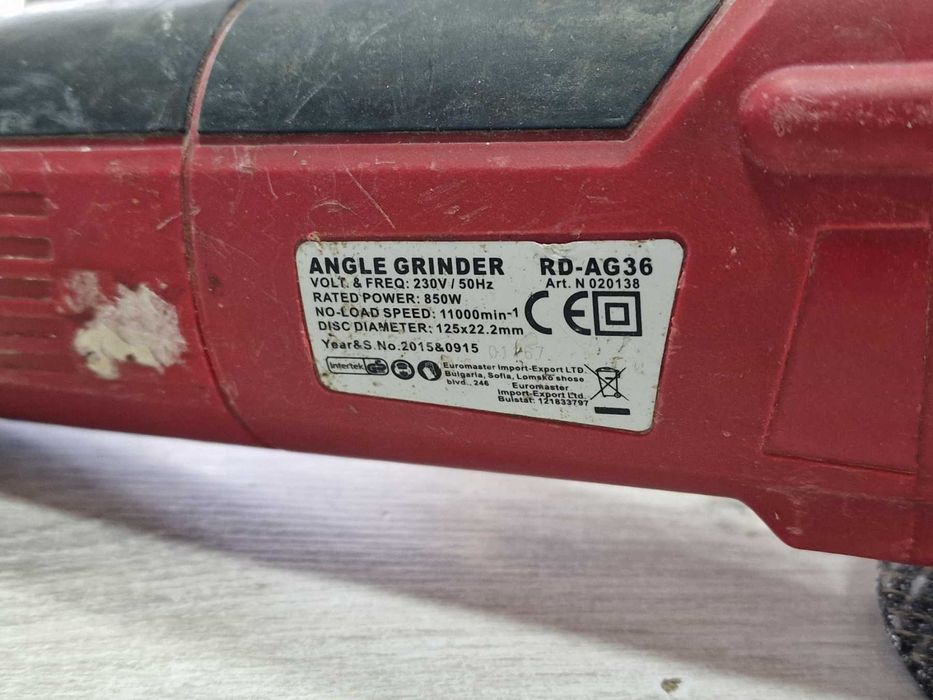 ANGLE GRINDER RD-AG36
VOLT. & FREQ: 230V / 50Hz Art. N 020138
RATED POWER: 850W
NO-LOAD SPEED: 11000min-1 CE
DISC DIAMETER: 125x22.2mm
Year&S.No.2015&0915
Intertek GS Euromaster Import-Export LTD.
Bulgaria, Sofia, Lomsko shose
blvd.. 246
Euromaster
Import-Export Ltd.
Bulstat: 121833797